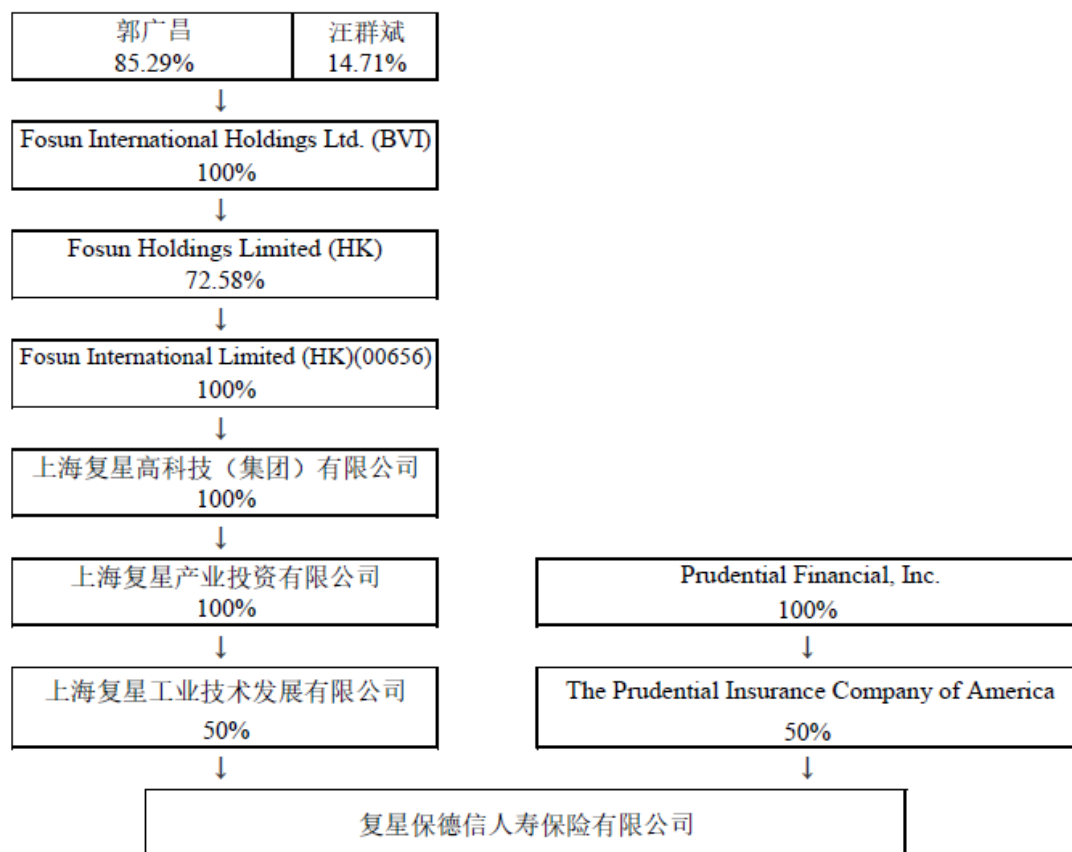 郭广昌
85.29%
汪群斌
14.71%
↓
Fosun International Holdings Ltd. (BVI)
100%
↓
Fosun Holdings Limited (HK)
72.58%
↓
Fosun International Limited (HK)(00656)
100%
↓
上海复星高科技（集团）有限公司
100%
↓
上海复星产业投资有限公司
100%
↓
上海复星工业技术发展有限公司
50%
↓
Prudential Financial, Inc.
100%
↓
The Prudential Insurance Company of America
50%
↓
复星保德信人寿保险有限公司